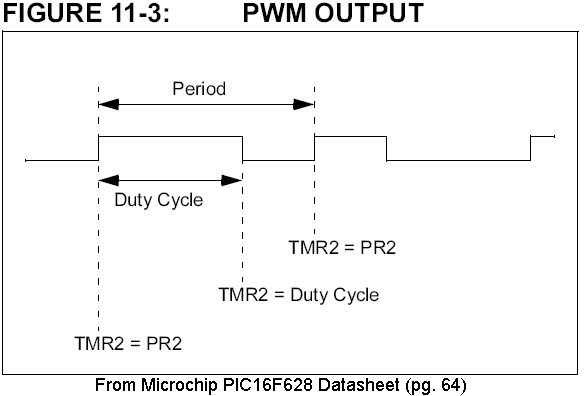 FIGURE 11-3: PWM OUTPUT
Period
Duty Cycle
TMR2 = PR2
TMR2 = Duty Cycle
TMR2 = PR2
From Microchip PIC16F628 Datasheet (pg. 64)